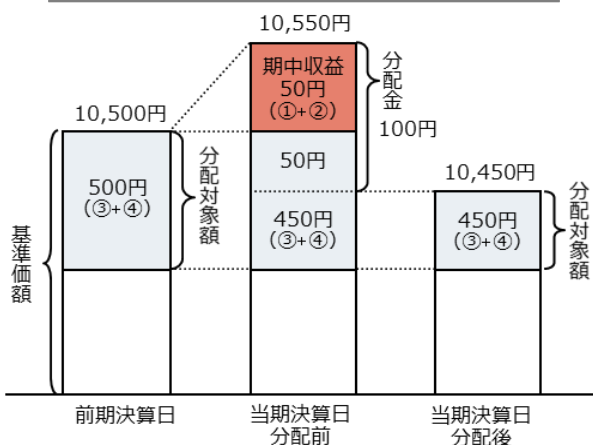 10,550円
期中収益
50円
(①+②)
分配金
100円
10,500円
500円
(③+④)
分配対象額
50円
450円
(③+④)
10,450円
450円
(③+④)
分配対象額
基準価額
前期決算日
当期決算日
分配前
当期決算日
分配後